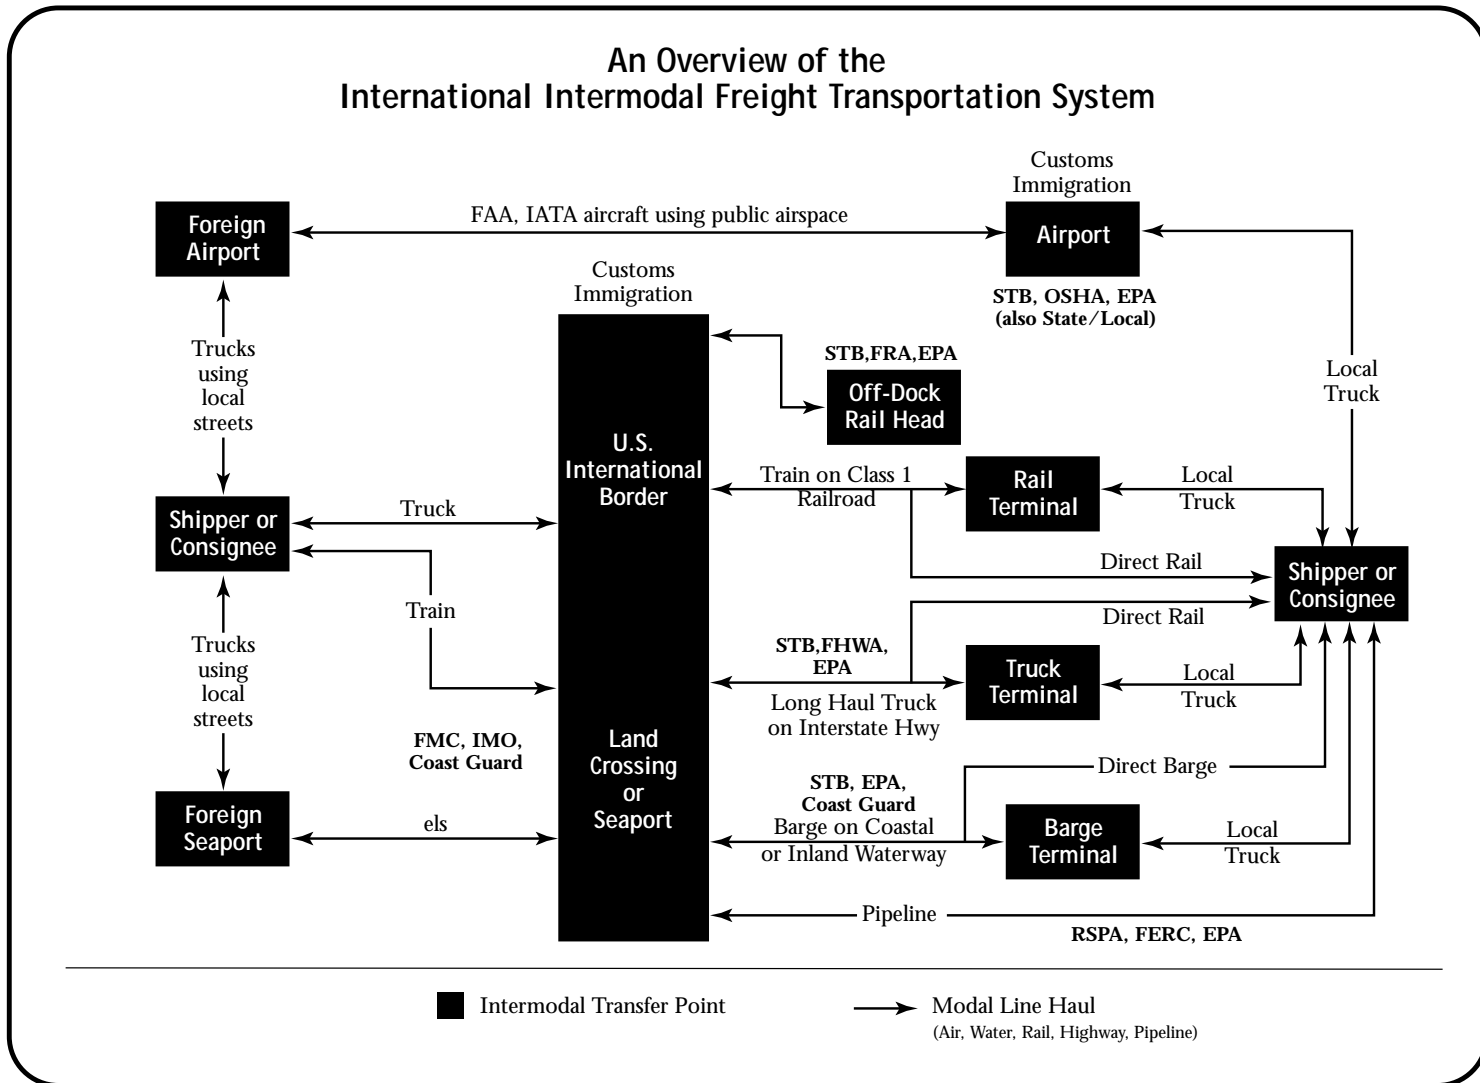 An Overview of the
International Intermodal Freight Transportation System
Customs
Immigration
Foreign
Airport
FAA, IATA aircraft using public airspace
Airport
STB, OSHA, EPA
(also State/Local)
Customs
Immigration
Trucks
using
local
streets
STB,FRA,EPA
Off-Dock
Rail Head
Local
Truck
U.S.
International
Border
Train on Class 1
Railroad
Rail
Terminal
Local
Truck
Shipper or
Consignee
Truck
Train
Direct Rail
Shipper or
Consignee
Direct Rail
Trucks
using
local
streets
STB,FHWA,
EPA
Long Haul Truck
on Interstate Hwy
Truck
Terminal
Local
Truck
FMC, IMO,
Coast Guard
Land
Crossing
or
Seaport
STB, EPA,
Coast Guard
Barge on Coastal
or Inland Waterway
Direct Barge
Foreign
Seaport
els
Barge
Terminal
Local
Truck
Pipeline
RSPA, FERC, EPA
Intermodal Transfer Point
Modal Line Haul
(Air, Water, Rail, Highway, Pipeline)